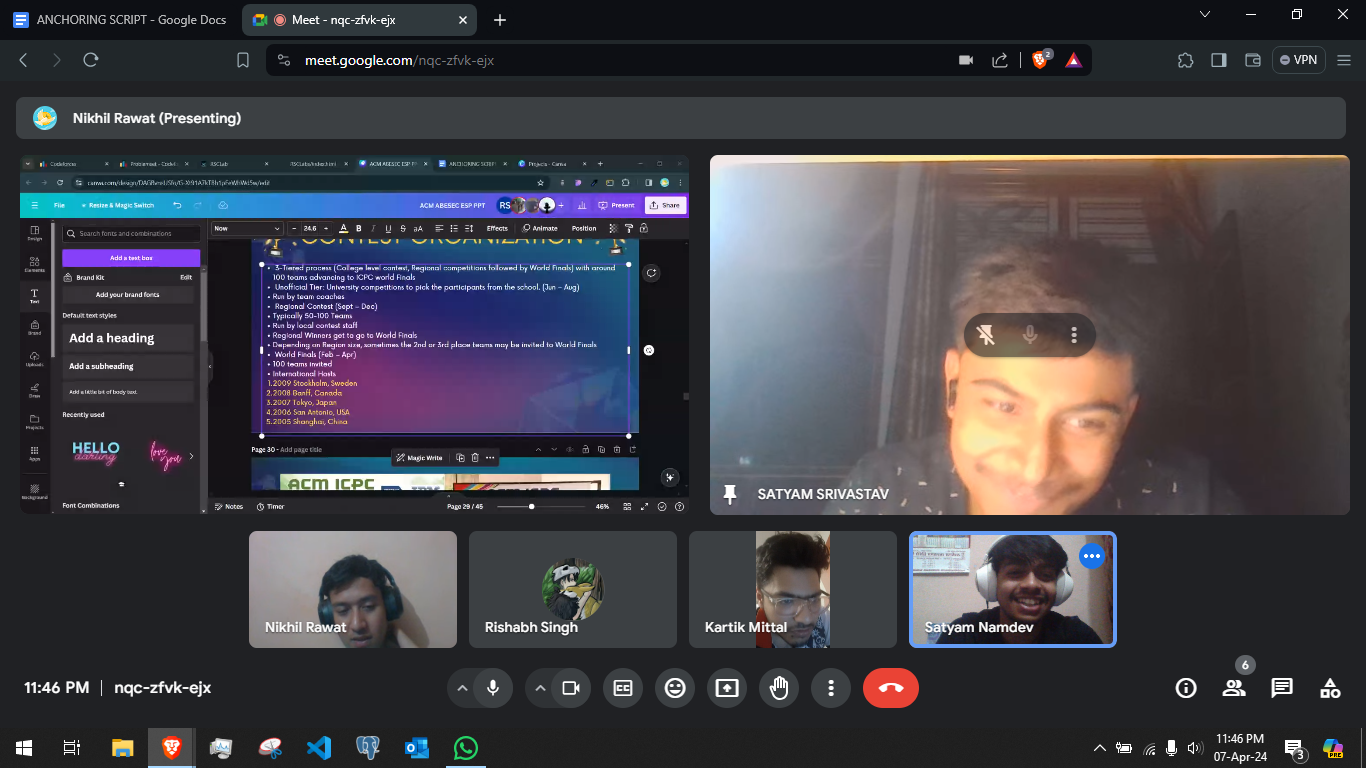 ANCHORING SCRIPT - Google Docs
Meet - nqc-zfvk-ejx
meet.google.com/nqc-zfvk-ejx
2
VPN
Nikhil Rawat (Presenting)
Codeforces
RSCLab
RSCLabs/index.html
ACM ABESEC ESP PP
ANCHORING SCRIPT
Projects - Canva
File
Resize & Magic Switch
ACM ABESEC ESP PPT
RS
Present
Share
Design
Elements
Text
Brand
Uploads
Draw
Projects
Apps
Background
Search fonts and combinations
Add a text box
Brand Kit
Edit
Add your brand fonts
Default text styles
Add a heading
Add a subheading
Add a little bit of body text
Recently used
HELLO
darling
love
you
Font Combinations
Now
24.6
A
B
I
U
S
aA
Effects
Animate
Position
CONTEST ORGANIZATION
• 3-Tiered process (College level contest, Regional competitions followed by World Finals) with around
100 teams advancing to ICPC world Finals
• Unofficial Tier: University competitions to pick the participants from the school. (Jun – Aug)
• Run by team coaches
• Regional Contest (Sept – Dec)
• Typically 50-100 Teams
• Run by local contest staff
• Regional Winners get to go to World Finals
• Depending on Region size, sometimes the 2nd or 3rd place teams may be invited to World Finals
• World Finals (Feb – Apr)
• 100 teams invited
• International Hosts
1.2009 Stockholm, Sweden
2.2008 Banff, Canada
3.2007 Tokyo, Japan
4.2006 San Antonio, USA
5.2005 Shanghai, China
Page 30 - Add page title
Magic Write
ACM ICPC
Notes
Timer
Page 29 / 45
46%
SATYAM SRIVASTAV
Nikhil Rawat
Rishabh Singh
Kartik Mittal
Satyam Namdev
11:46 PM
nqc-zfvk-ejx
6
11:46 PM
07-Apr-24
3
PRE